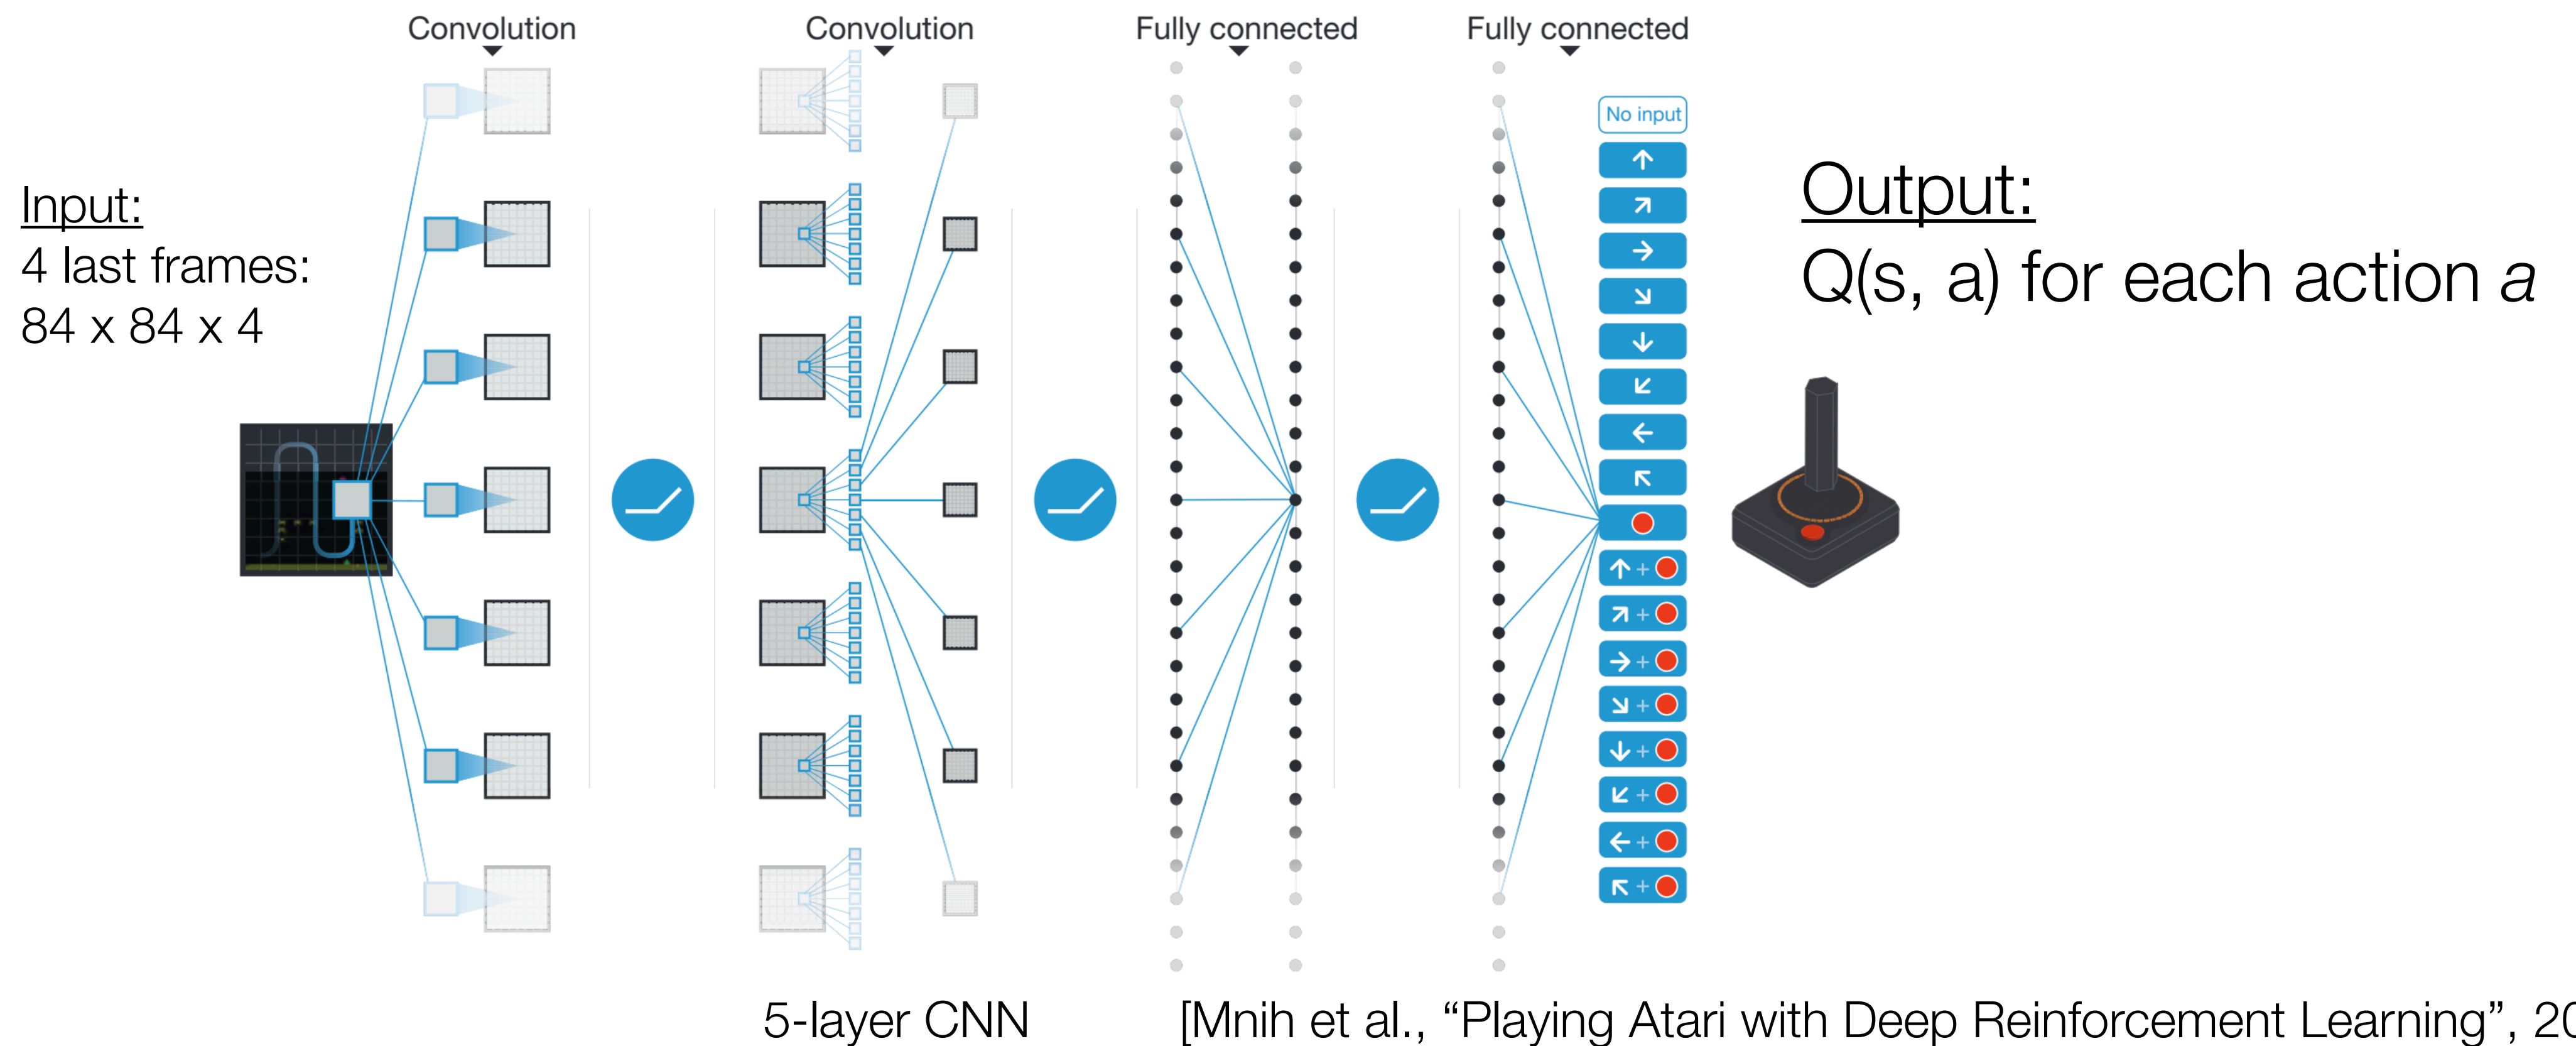 Convolution
Convolution
Fully connected
Fully connected
Input:
4 last frames:
84 x 84 x 4
No input
Output:
Q(s, a) for each action a
5-layer CNN
[Mnih et al., “Playing Atari with Deep Reinforcement Learning”,